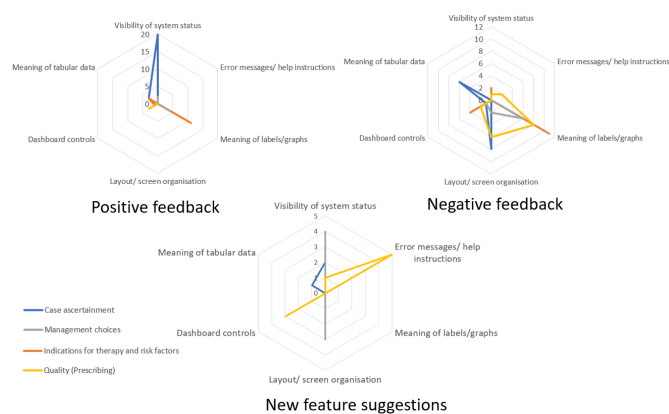 Visibility of system status
20
15
10
5
0
Meaning of tabular data
Error messages/ help instructions
Dashboard controls
Meaning of labels/graphs
Layout/ screen organisation
Positive feedback
Visibility of system status
12
10
8
6
4
2
0
Meaning of tabular data
Error messages/ help instructions
Dashboard controls
Meaning of labels/graphs
Layout/ screen organisation
Negative feedback
Visibility of system status
5
4
3
2
1
0
Meaning of tabular data
Error messages/ help
instructions
Dashboard controls
Meaning of labels/graphs
Layout/ screen organisation
New feature suggestions
Case ascertainment
Management choices
Indications for therapy and risk factors
Quality (Prescribing)